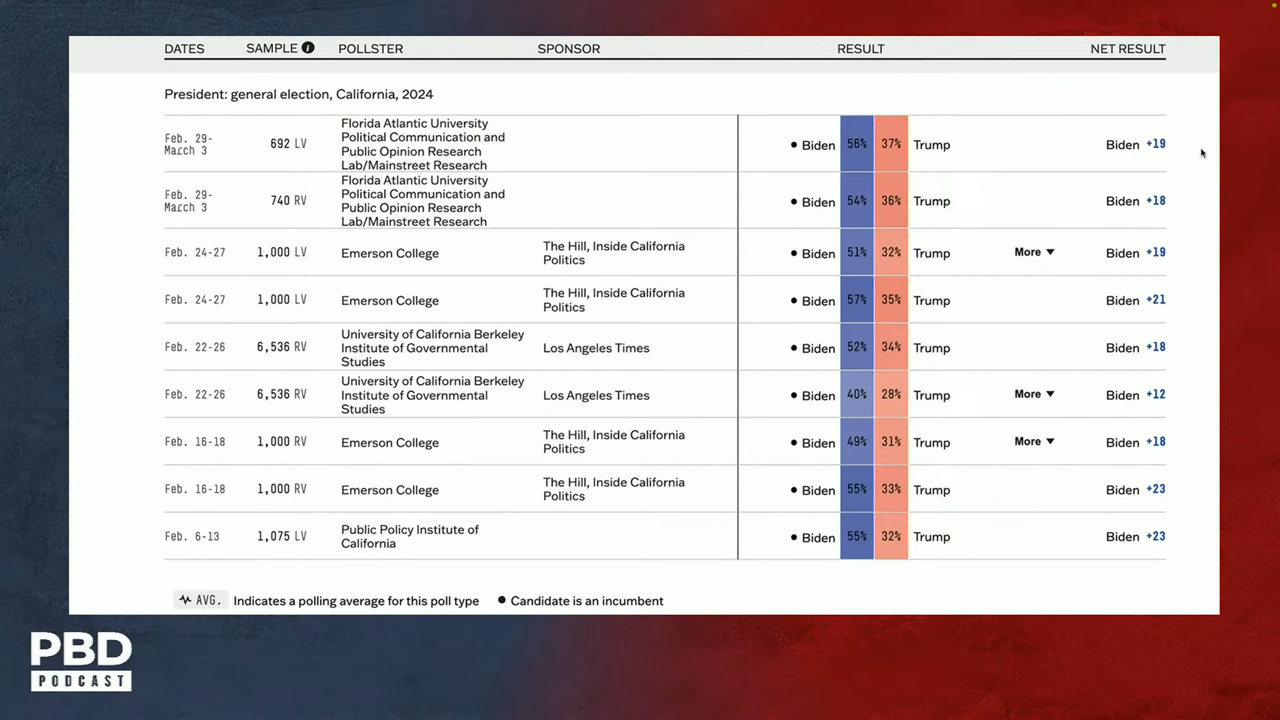 DATES SAMPLE i POLLSTER SPONSOR RESULT NET RESULT
President: general election, California, 2024
Feb. 29-
March 3
692 LV
Florida Atlantic University
Political Communication and
Public Opinion Research
Lab/Mainstreet Research
• Biden 56% 37% Trump Biden +19
Feb. 29-
March 3
740 RV
Florida Atlantic University
Political Communication and
Public Opinion Research
Lab/Mainstreet Research
• Biden 54% 36% Trump Biden +18
Feb. 24-27 1,000 LV Emerson College
The Hill, Inside California
Politics
• Biden 51% 32% Trump More ▼ Biden +19
Feb. 24-27 1,000 LV Emerson College
The Hill, Inside California
Politics
• Biden 57% 35% Trump Biden +21
Feb. 22-26 6,536 RV
University of California Berkeley
Institute of Governmental
Studies
Los Angeles Times
• Biden 52% 34% Trump Biden +18
Feb. 22-26 6,536 RV
University of California Berkeley
Institute of Governmental
Studies
Los Angeles Times
• Biden 40% 28% Trump More ▼ Biden +12
Feb. 16-18 1,000 RV Emerson College
The Hill, Inside California
Politics
• Biden 49% 31% Trump More ▼ Biden +18
Feb. 16-18 1,000 RV Emerson College
The Hill, Inside California
Politics
• Biden 55% 33% Trump Biden +23
Feb. 6-13 1,075 LV
Public Policy Institute of
California
• Biden 55% 32% Trump Biden +23
AVG. Indicates a polling average for this poll type • Candidate is an incumbent
PBD
PODCAST